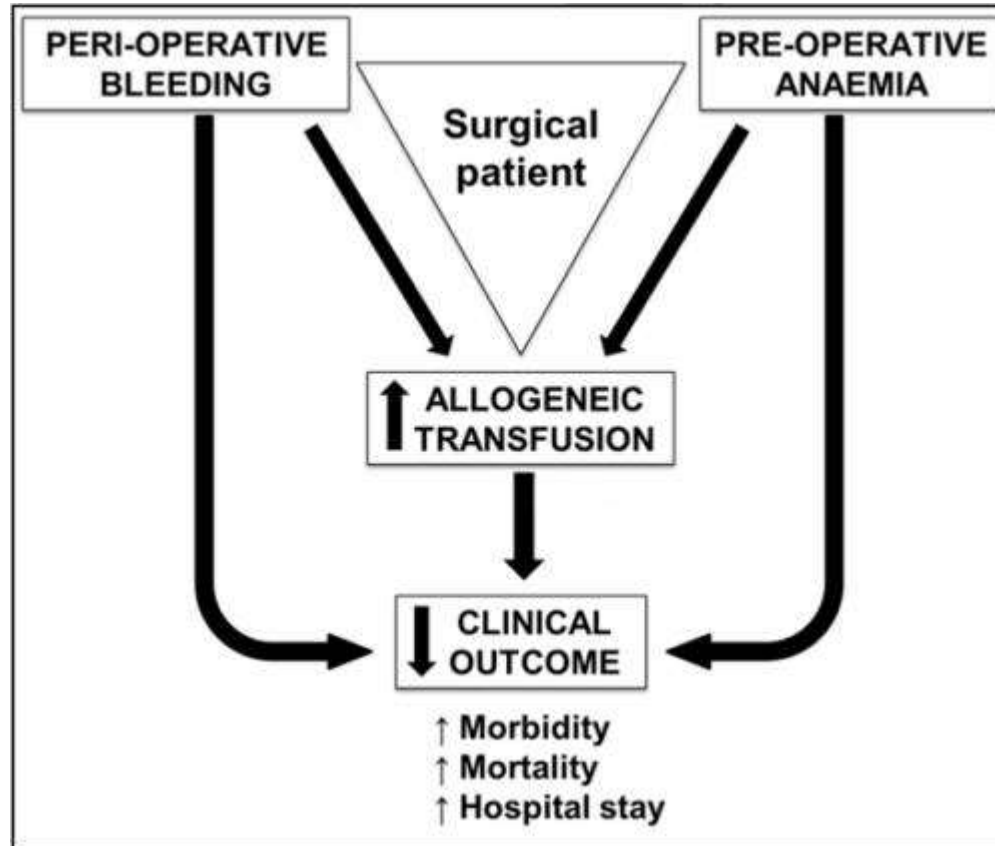 PERI-OPERATIVE
BLEEDING
PRE-OPERATIVE
ANAEMIA
Surgical
patient
ALLOGENEIC
TRANSFUSION
CLINICAL
OUTCOME
↑ Morbidity
↑ Mortality
↑ Hospital stay